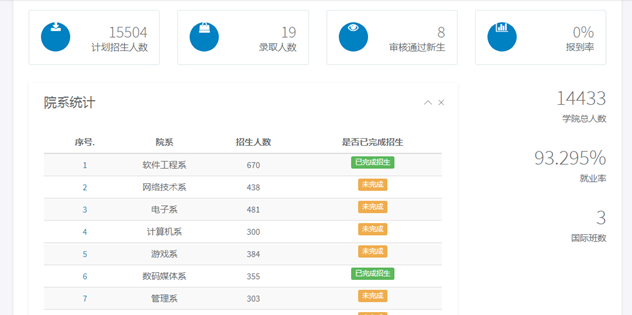 15504
计划招生人数
19
录取人数
8
审核通过新生
0%
报到率
院系统计
序号. 院系 招生人数 是否已完成招生
1 软件工程系 670 已完成招生
2 网络技术系 438 未完成
3 电子系 481 未完成
4 计算机系 300 未完成
5 游戏系 384 未完成
6 数码媒体系 355 已完成招生
7 管理系 303 未完成
14433
学院总人数
93.295%
就业率
3
国际班数